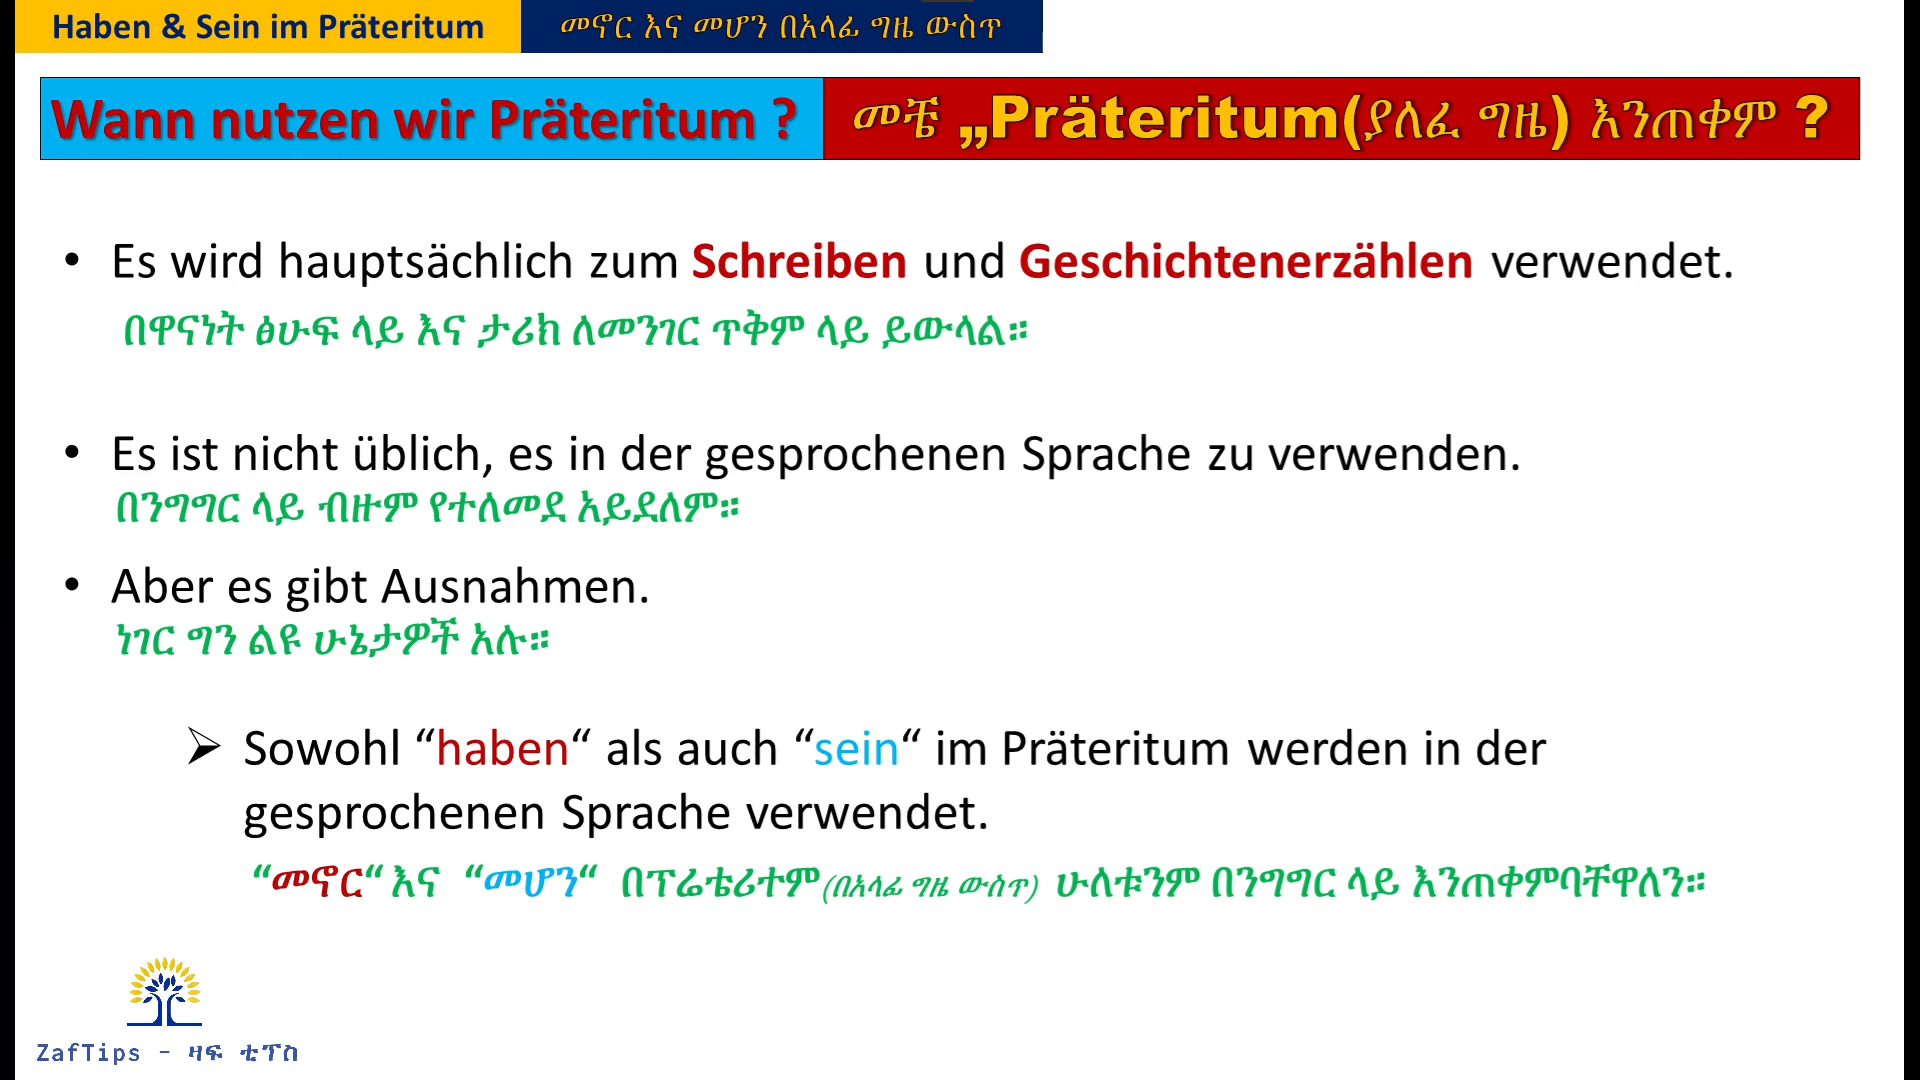 Haben & Sein im Präteritum
መኖር እና መሆን በአላፊ ግዜ ውስጥ
Wann nutzen wir Präteritum ?
መቼ „Präteritum(ያለፈ ግዜ) እንጠቀም ?
• Es wird hauptsächlich zum Schreiben und Geschichtenerzählen verwendet.
በዋናነት ፅሁፍ ላይ እና ታሪክ ለመንገር ጥቅም ላይ ይውላል።
• Es ist nicht üblich, es in der gesprochenen Sprache zu verwenden.
በንግግር ላይ ብዙም የተለመደ አይደለም።
• Aber es gibt Ausnahmen.
ነገር ግን ልዩ ሁኔታዎች አሉ።
➢ Sowohl “haben“ als auch “sein“ im Präteritum werden in der
gesprochenen Sprache verwendet.
“መኖር“ እና “መሆን“ በፕሬቴሪተም(በአላፊ ግዜ ውስጥ) ሁለቱንም በንግግር ላይ እንጠቀምባቸዋለን።
ZafTips - ዛፍ ቲፕስ